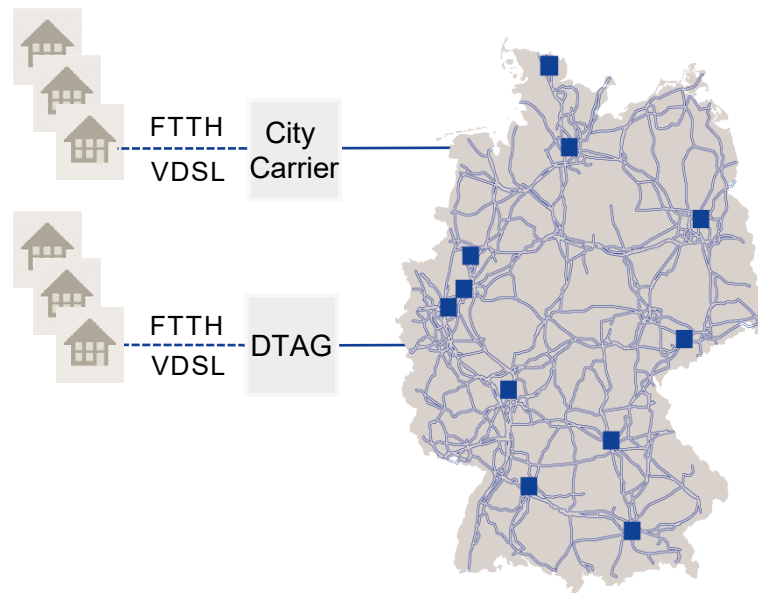 FTTH
VDSL
City
Carrier
FTTH
VDSL
DTAG